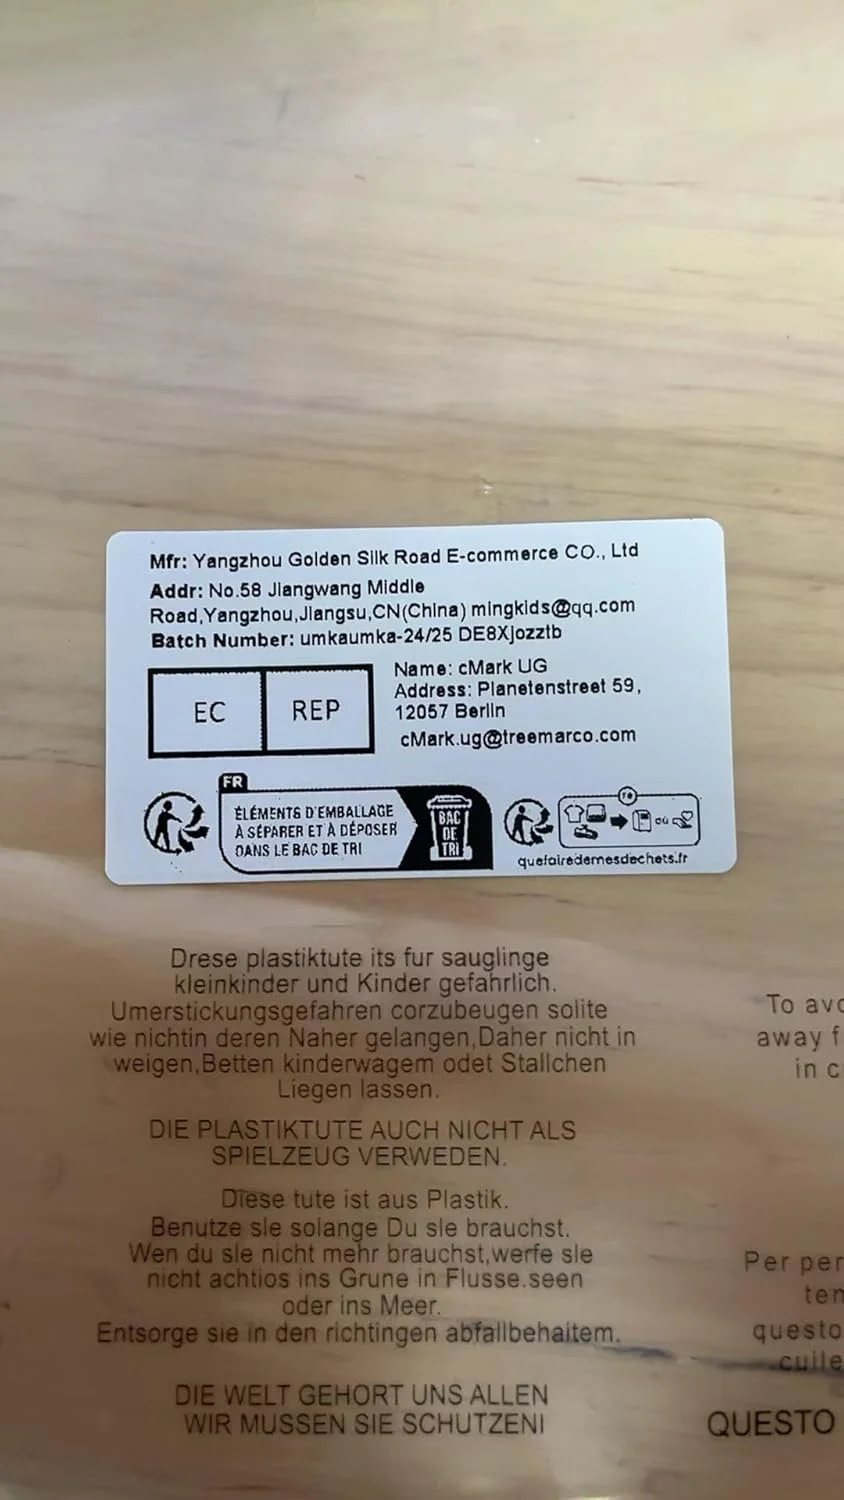 Mfr: Yangzhou Golden Silk Road E-commerce CO., Ltd
Addr: No.58 Jiangwang Middle
Road,Yangzhou,Jiangsu,CN(China) mingkids@qq.com
Batch Number: umkaumka-24/25 DE8Xjozztb
EC REP
Name: cMark UG
Address: Planetenstreet 59,
12057 Berlin
cMark.ug@treemarco.com
FR
ÉLÉMENTS D'EMBALLAGE
À SÉPARER ET À DÉPOSER
DANS LE BAC DE TRI
BAC
DE
TRI
où
quefairedemesdechets.fr
Drese plastiktute its fur sauglinge
kleinkinder und Kinder gefahrlich.
Umerstickungsgefahren corzubeugen solite
wie nichtin deren Naher gelangen,Daher nicht in
weigen,Betten kinderwagem odet Stallchen
Liegen lassen.
DIE PLASTIKTUTE AUCH NICHT ALS
SPIELZEUG VERWEDEN.
Diese tute ist aus Plastik.
Benutze sle solange Du sle brauchst.
Wen du sle nicht mehr brauchst,werfe sle
nicht achtios ins Grune in Flusse.seen
oder ins Meer.
Entsorge sie in den richtingen abfallbehaitem.
DIE WELT GEHORT UNS ALLEN
WIR MUSSEN SIE SCHUTZENI
To avo
away f
in c
Per per
ten
questo
cuile
QUESTO